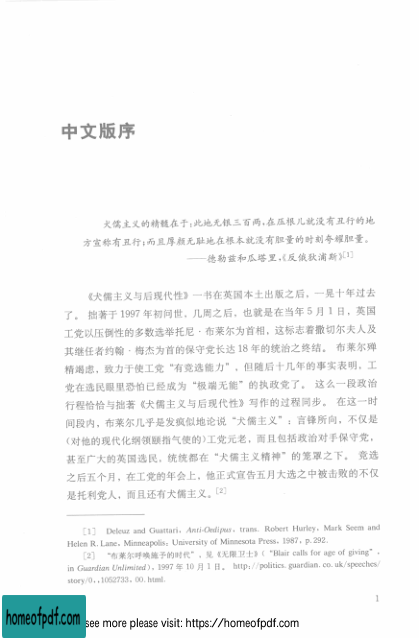 中文版序
犬儒主义的精髓在于：此地无银三百两，在压根儿就没有丑行的地
方宣称有丑行；而且厚颜无耻地在根本就没有胆量的时刻夸耀胆量。
——德勒兹和瓜塔里，《反俄狄浦斯》[1]
《犬儒主义与后现代性》一书在英国本土出版之后，一晃十年过去
了。 拙著于1997年初问世，几周之后，也就是在当年5月1日，英国
工党以压倒性的多数选举托尼·布莱尔为首相，这标志着撒切尔夫人及
其继任者约翰·梅杰为首的保守党长达18年的统治之终结。 布莱尔殚
精竭虑，致力于使工党“有竞选能力”，但随后十几年的事实表明，工
党在选民眼里恐怕已经成为“极端无能”的执政党了。 这么一段政治
行程恰恰与拙著《犬儒主义与后现代性》写作的过程同步。 在这一时
间段内，布莱尔几乎是发疯似地论说“犬儒主义”：言锋所向，不仅是
(对他的现代化纲领颐指气使的)工党元老，而且包括政治对手保守党，
甚至广大的英国选民，统统都在“犬儒主义精神”的笼罩之下。 竞选
之后五个月，在工党的年会上，他正式宣告五月大选之中被击败的不仅
是托利党人，而且还有犬儒主义。[2]
[1] Deleuz and Guattari, Anti-Oedipus, trans. Robert Hurley, Mark Seem and
Helen R. Lane, Minneapolis: University of Minnesota Press, 1987, p. 292.
[2] “布莱尔呼唤施予的时代”，见《无限卫士》(“Blair calls for age of giving”,
in Guardian Unlimited)，1997年10月1日。 http://politics.guardian.co.uk/speeches/
story/0,,1052733,00.html.
1
homeofpdf.com
see more please visit: https://homeofpdf.com